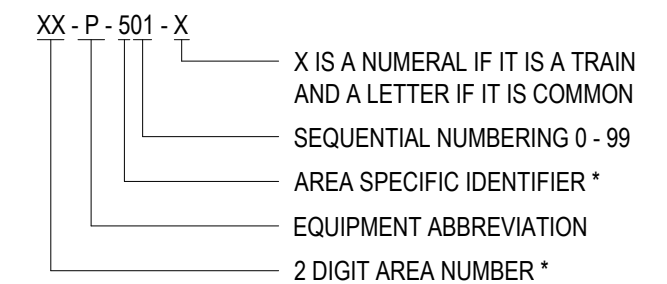 XX - P - 501 - X
X IS A NUMERAL IF IT IS A TRAIN
AND A LETTER IF IT IS COMMON
SEQUENTIAL NUMBERING 0 - 99
AREA SPECIFIC IDENTIFIER *
EQUIPMENT ABBREVIATION
2 DIGIT AREA NUMBER *